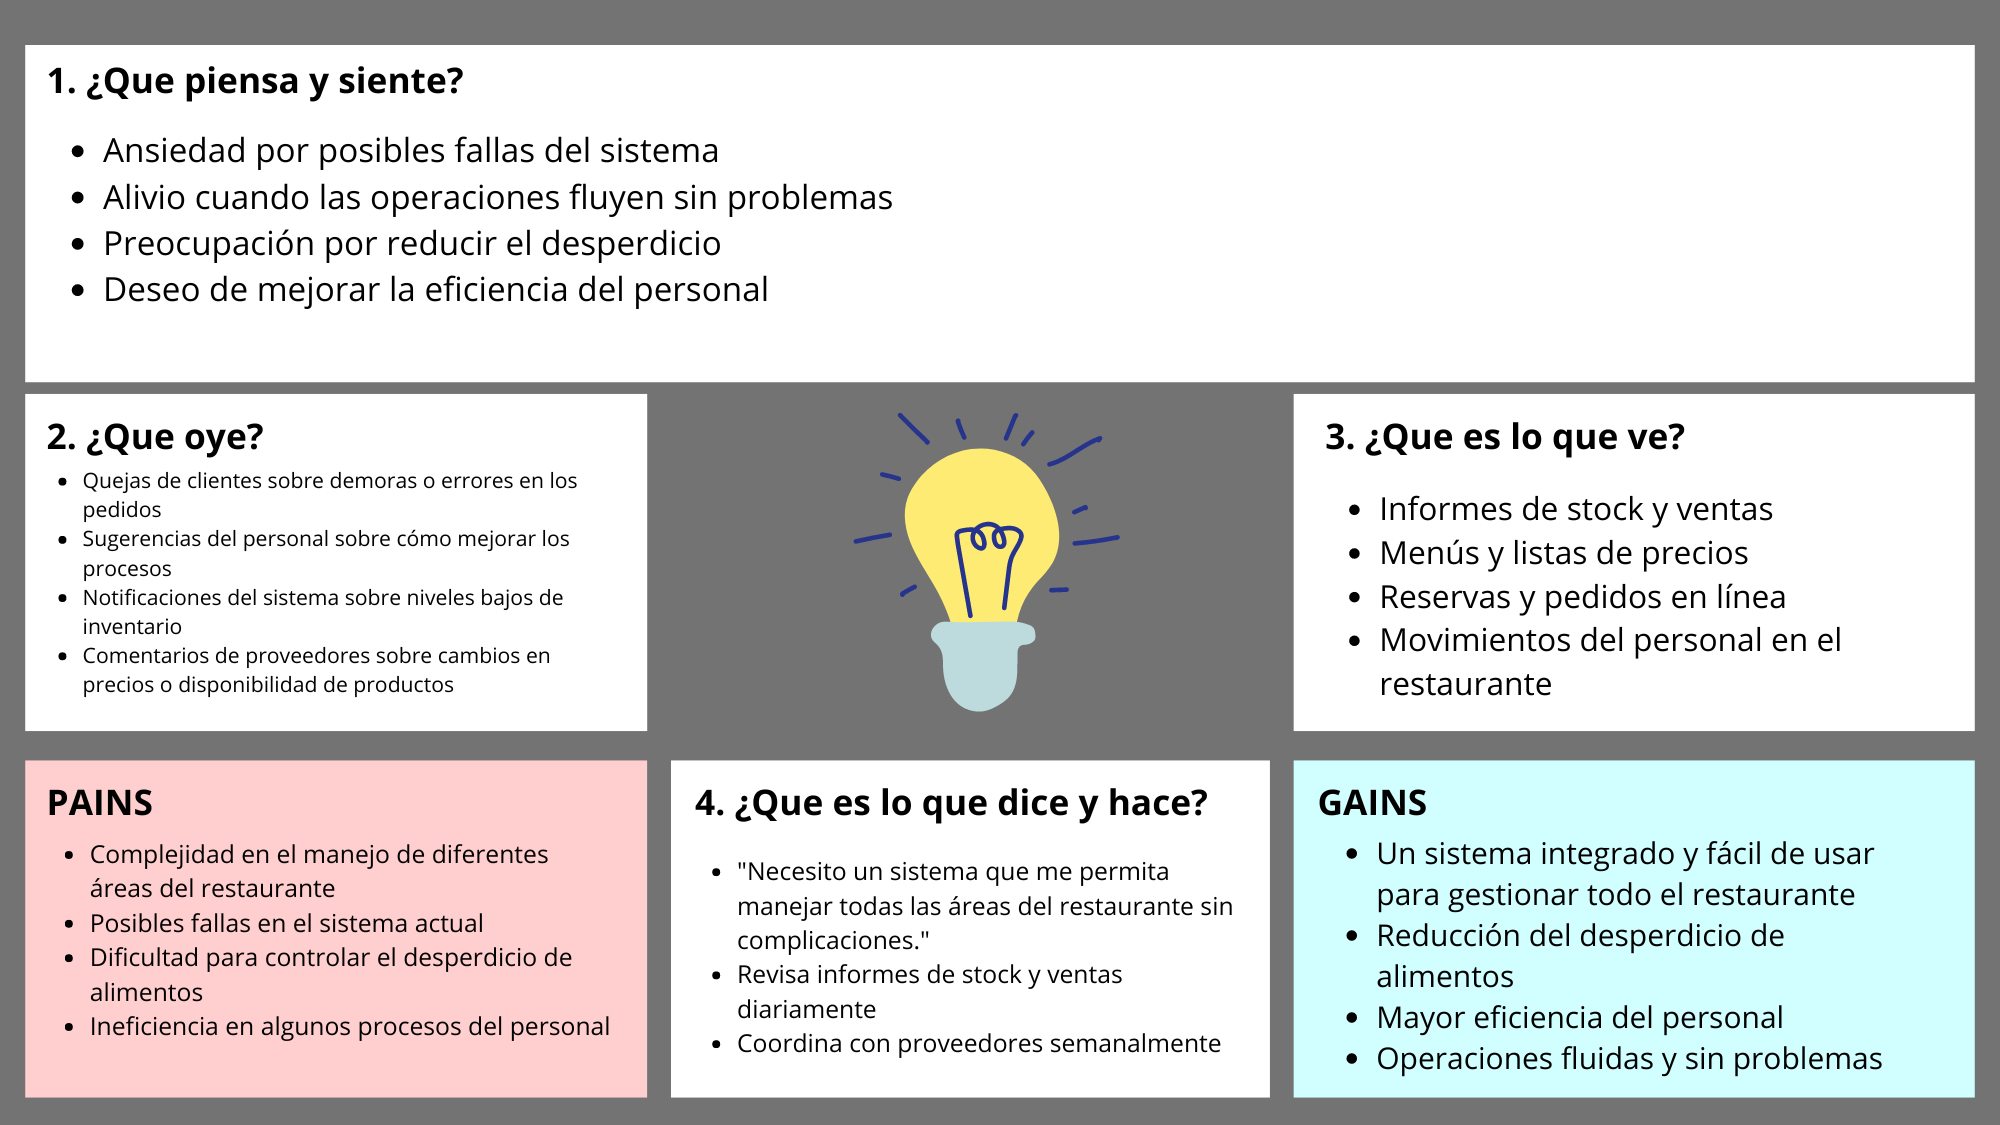 1. ¿Que piensa y siente?
• Ansiedad por posibles fallas del sistema
• Alivio cuando las operaciones fluyen sin problemas
• Preocupación por reducir el desperdicio
• Deseo de mejorar la eficiencia del personal
2. ¿Que oye?
• Quejas de clientes sobre demoras o errores en los
pedidos
• Sugerencias del personal sobre cómo mejorar los
procesos
• Notificaciones del sistema sobre niveles bajos de
inventario
• Comentarios de proveedores sobre cambios en
precios o disponibilidad de productos
3. ¿Que es lo que ve?
• Informes de stock y ventas
• Menús y listas de precios
• Reservas y pedidos en línea
• Movimientos del personal en el
restaurante
PAINS
• Complejidad en el manejo de diferentes
áreas del restaurante
• Posibles fallas en el sistema actual
• Dificultad para controlar el desperdicio de
alimentos
• Ineficiencia en algunos procesos del personal
4. ¿Que es lo que dice y hace?
• "Necesito un sistema que me permita
manejar todas las áreas del restaurante sin
complicaciones."
• Revisa informes de stock y ventas
diariamente
• Coordina con proveedores semanalmente
GAINS
• Un sistema integrado y fácil de usar
para gestionar todo el restaurante
• Reducción del desperdicio de
alimentos
• Mayor eficiencia del personal
• Operaciones fluidas y sin problemas